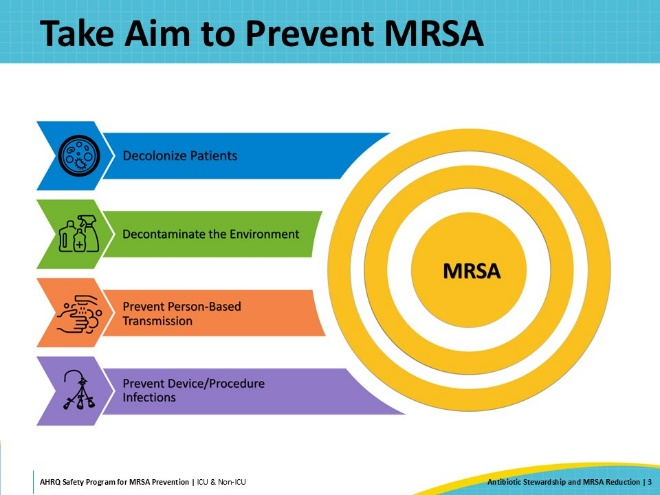 Take Aim to Prevent MRSA
Decolonize Patients
Decontaminate the Environment
Prevent Person-Based
Transmission
Prevent Device/Procedure
Infections
MRSA
AHRQ Safety Program for MRSA Prevention | ICU & Non-ICU
Antibiotic Stewardship and MRSA Reduction | 3